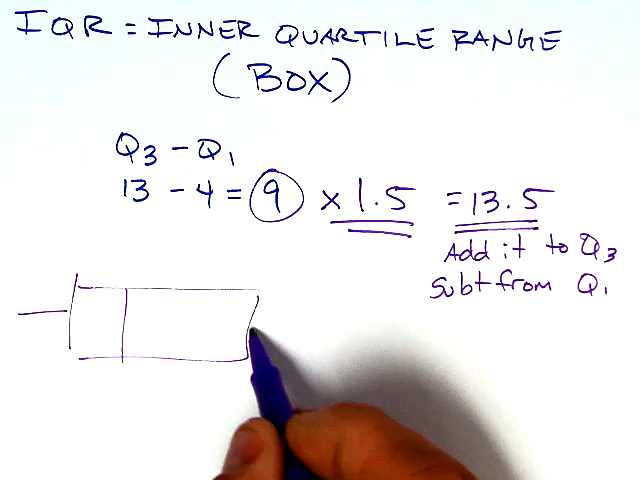 IQR = INNER QUARTILE RANGE
(BOX)
Q3 - Q1
13 - 4 = 9 x 1.5 = 13.5
Add it to Q3
Subt from Q1